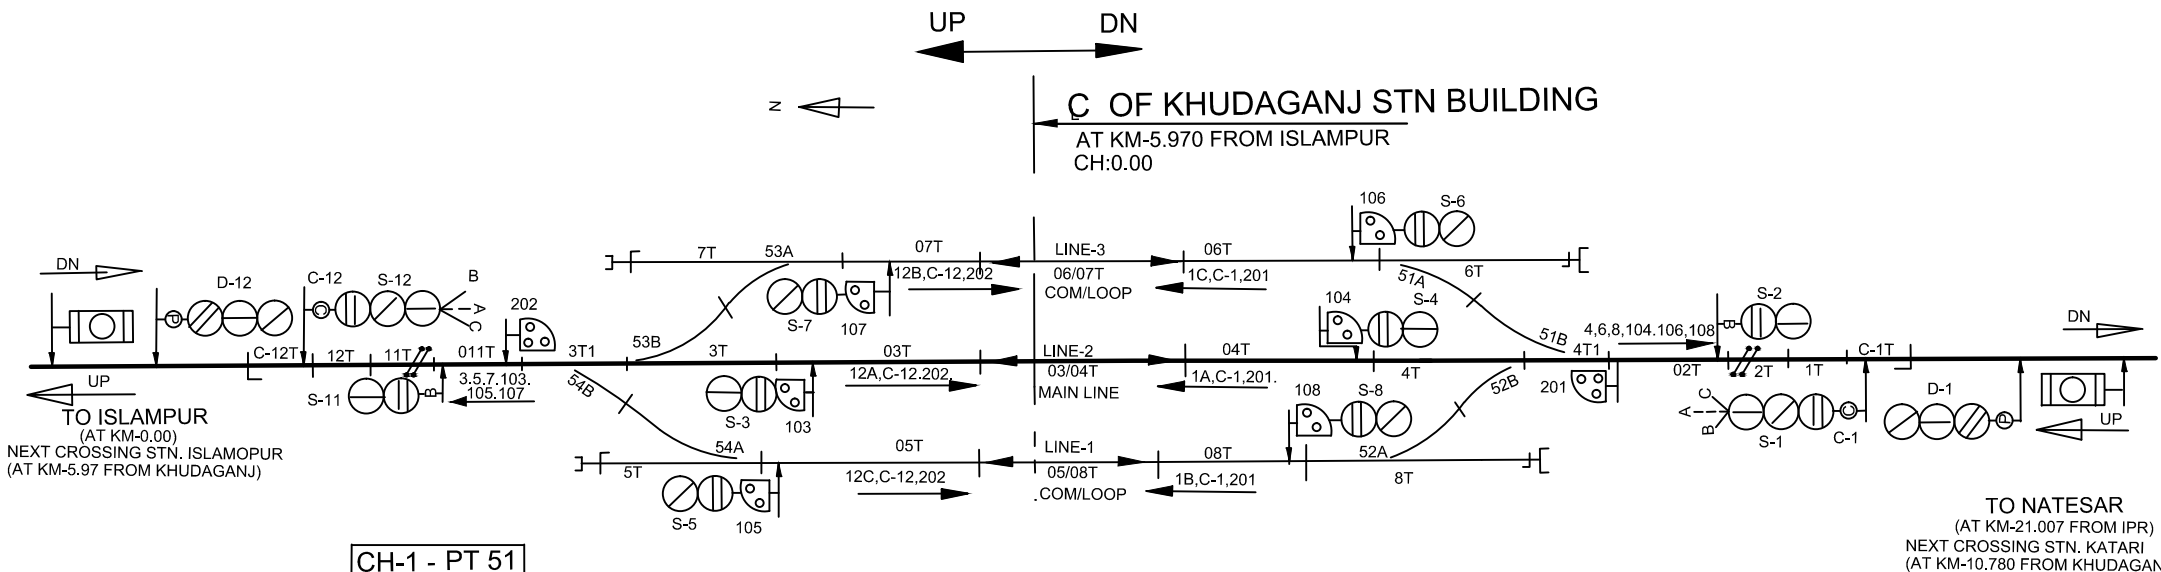 UP
DN
N
C OF KHUDAGANJ STN BUILDING
L
AT KM-5.970 FROM ISLAMPUR
CH:0.00
106
S-6
7T
53A
07T
LINE-3
06T
6T
DN
D-12
C-12
S-12
B
A
C
P
C
202
12B,C-12,202
06/07T
COM/LOOP
1C,C-1,201
51A
104
S-4
S-2
S-7
107
53B
51B
4,6,8,104.106,108
B
DN
C-12T
12T
11T
011T
3T1
3T
03T
LINE-2
04T
4T
4T1
02T
2T
1T
C-1T
UP
S-11
B
3.5.7.103.
105.107
54B
12A,C-12.202.
03/04T
MAIN LINE
1A,C-1,201.
52B
201
S-3
103
108
S-8
C
A
B
S-1
C
C-1
D-1
P
UP
TO ISLAMPUR
(AT KM-0.00)
NEXT CROSSING STN. ISLAMOPUR
(AT KM-5.97 FROM KHUDAGANJ)
54A
5T
05T
LINE-1
08T
52A
8T
12C,C-12,202
05/08T
.COM/LOOP
1B,C-1,201
S-5
105
CH-1 - PT 51
TO NATESAR
(AT KM-21.007 FROM IPR)
NEXT CROSSING STN. KATARI
(AT KM-10.780 FROM KHUDAGAN